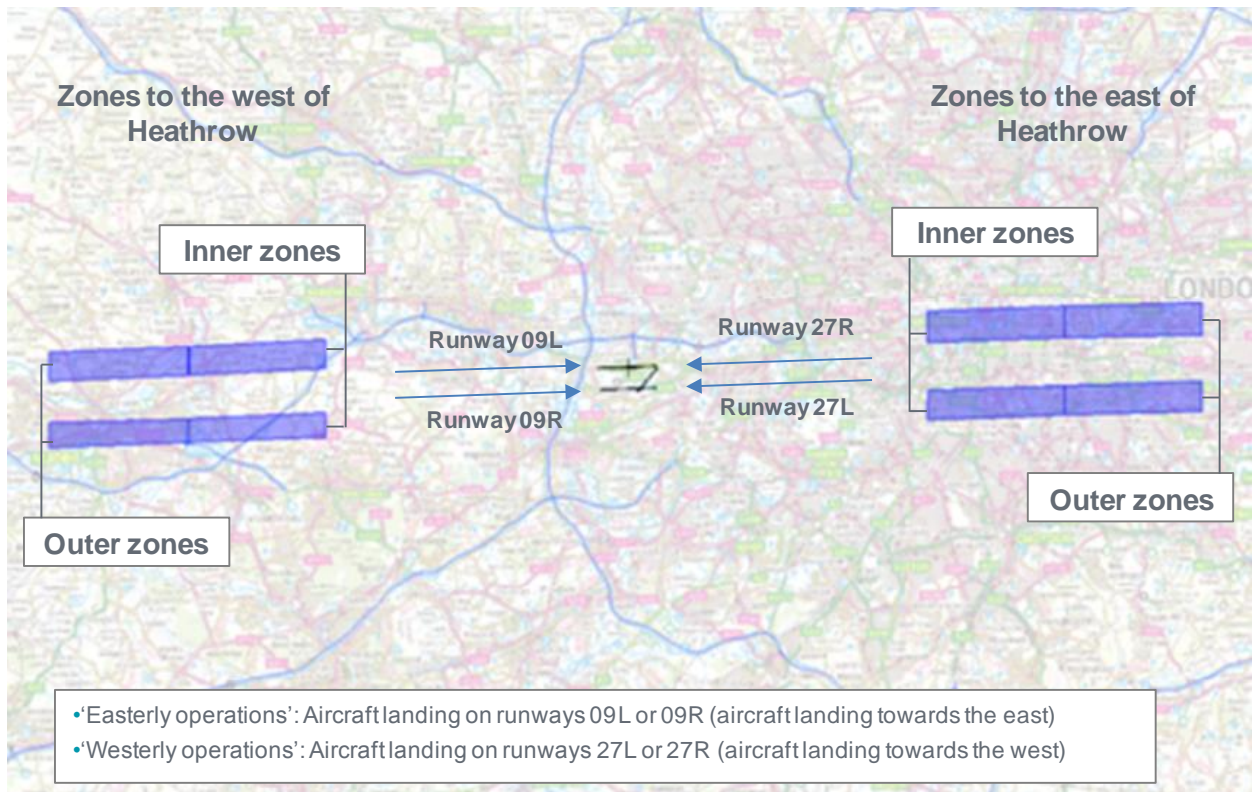 Zones to the west of
Heathrow
Zones to the east of
Heathrow
Inner zones
Inner zones
LONDO
Runway 27R
Runway 09L
Runway 27L
Runway 09R
Outer zones
Outer zones
•‘Easterly operations’: Aircraft landing on runways 09L or 09R (aircraft landing towards the east)
•‘Westerly operations’: Aircraft landing on runways 27L or 27R (aircraft landing towards the west)